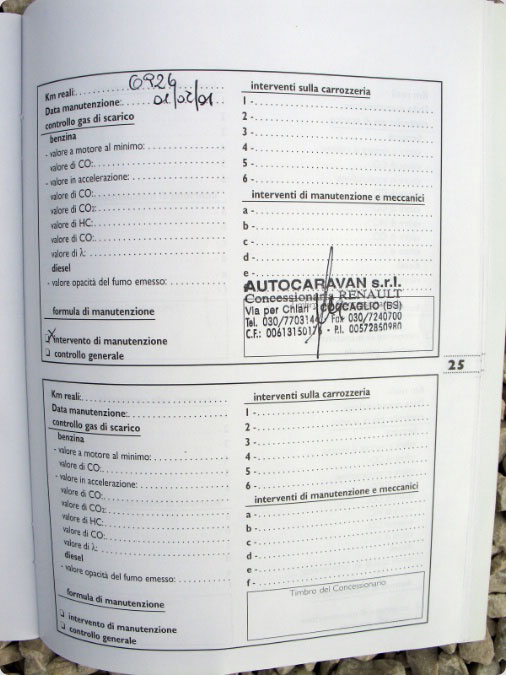 Km reali: 0926
Data manutenzione: 01/02/01
controllo gas di scarico
benzina
- valore a motore al minimo:
valore di CO:
- valore in accelerazione:
valore di CO:
valore di CO₂:
valore di HC:
valore di CO:
valore di λ:
diesel
- valore opacità del fumo emesso:
formula di manutenzione
intervento di manutenzione
controllo generale
interventi sulla carrozzeria
1 -
2 -
3 -
4 -
5 -
6 -
interventi di manutenzione e meccanici
a -
b -
c -
d -
e -
AUTOCARAVAN s.r.l.
Concessionaria RENAULT
Via per Chiari - COCCAGLIO (BS)
Tel. 030/770314 Fax 030/7240700
C.F.: 0061315017 - P.I. 00572850980
25
Km reali:
Data manutenzione:
controllo gas di scarico
benzina
- valore a motore al minimo:
valore di CO:
- valore in accelerazione:
valore di CO:
valore di CO₂:
valore di HC:
valore di CO:
valore di λ:
diesel
- valore opacità del fumo emesso:
formula di manutenzione
intervento di manutenzione
controllo generale
interventi sulla carrozzeria
1 -
2 -
3 -
4 -
5 -
6 -
interventi di manutenzione e meccanici
a -
b -
c -
d -
e -
f -
Timbro del Concessionario